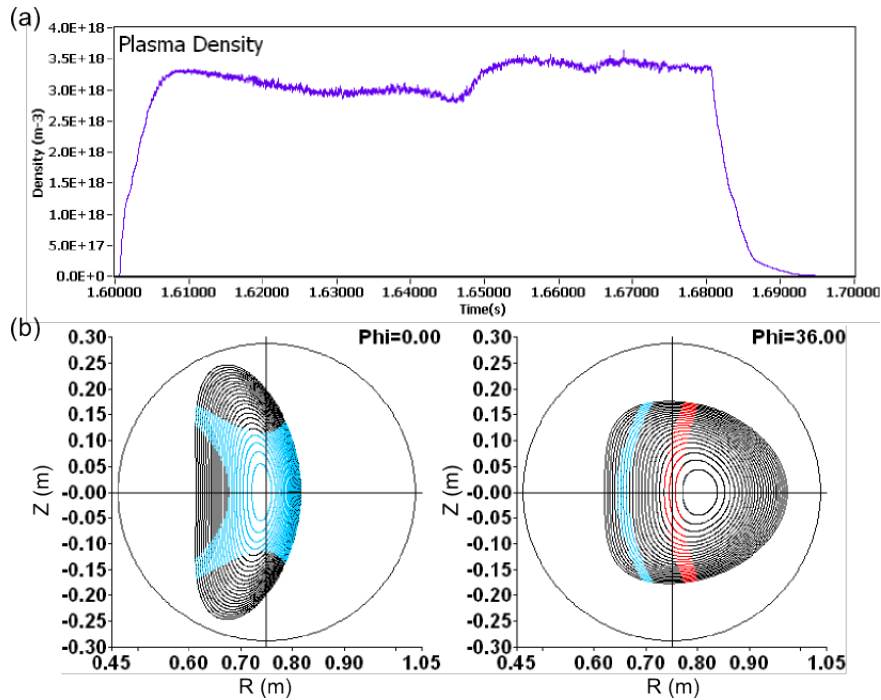 (a)
Plasma Density
4.0E+18
3.5E+18
3.0E+18
2.5E+18
2.0E+18
1.5E+18
1.0E+18
5.0E+17
0.0E+0
Density (m-3)
1.60000 1.61000 1.62000 1.63000 1.64000 1.65000 1.66000 1.67000 1.68000 1.69000 1.70000
Time(s)
(b)
Phi=0.00
0.30
0.25
0.20
0.15
0.10
0.05
-0.00
-0.05
-0.10
-0.15
-0.20
-0.25
-0.30
Z (m)
0.45 0.60 0.70 0.80 0.90 1.05
R (m)
Phi=36.00
0.30
0.25
0.20
0.15
0.10
0.05
-0.00
-0.05
-0.10
-0.15
-0.20
-0.25
-0.30
Z (m)
0.45 0.60 0.70 0.80 0.90 1.05
R (m)